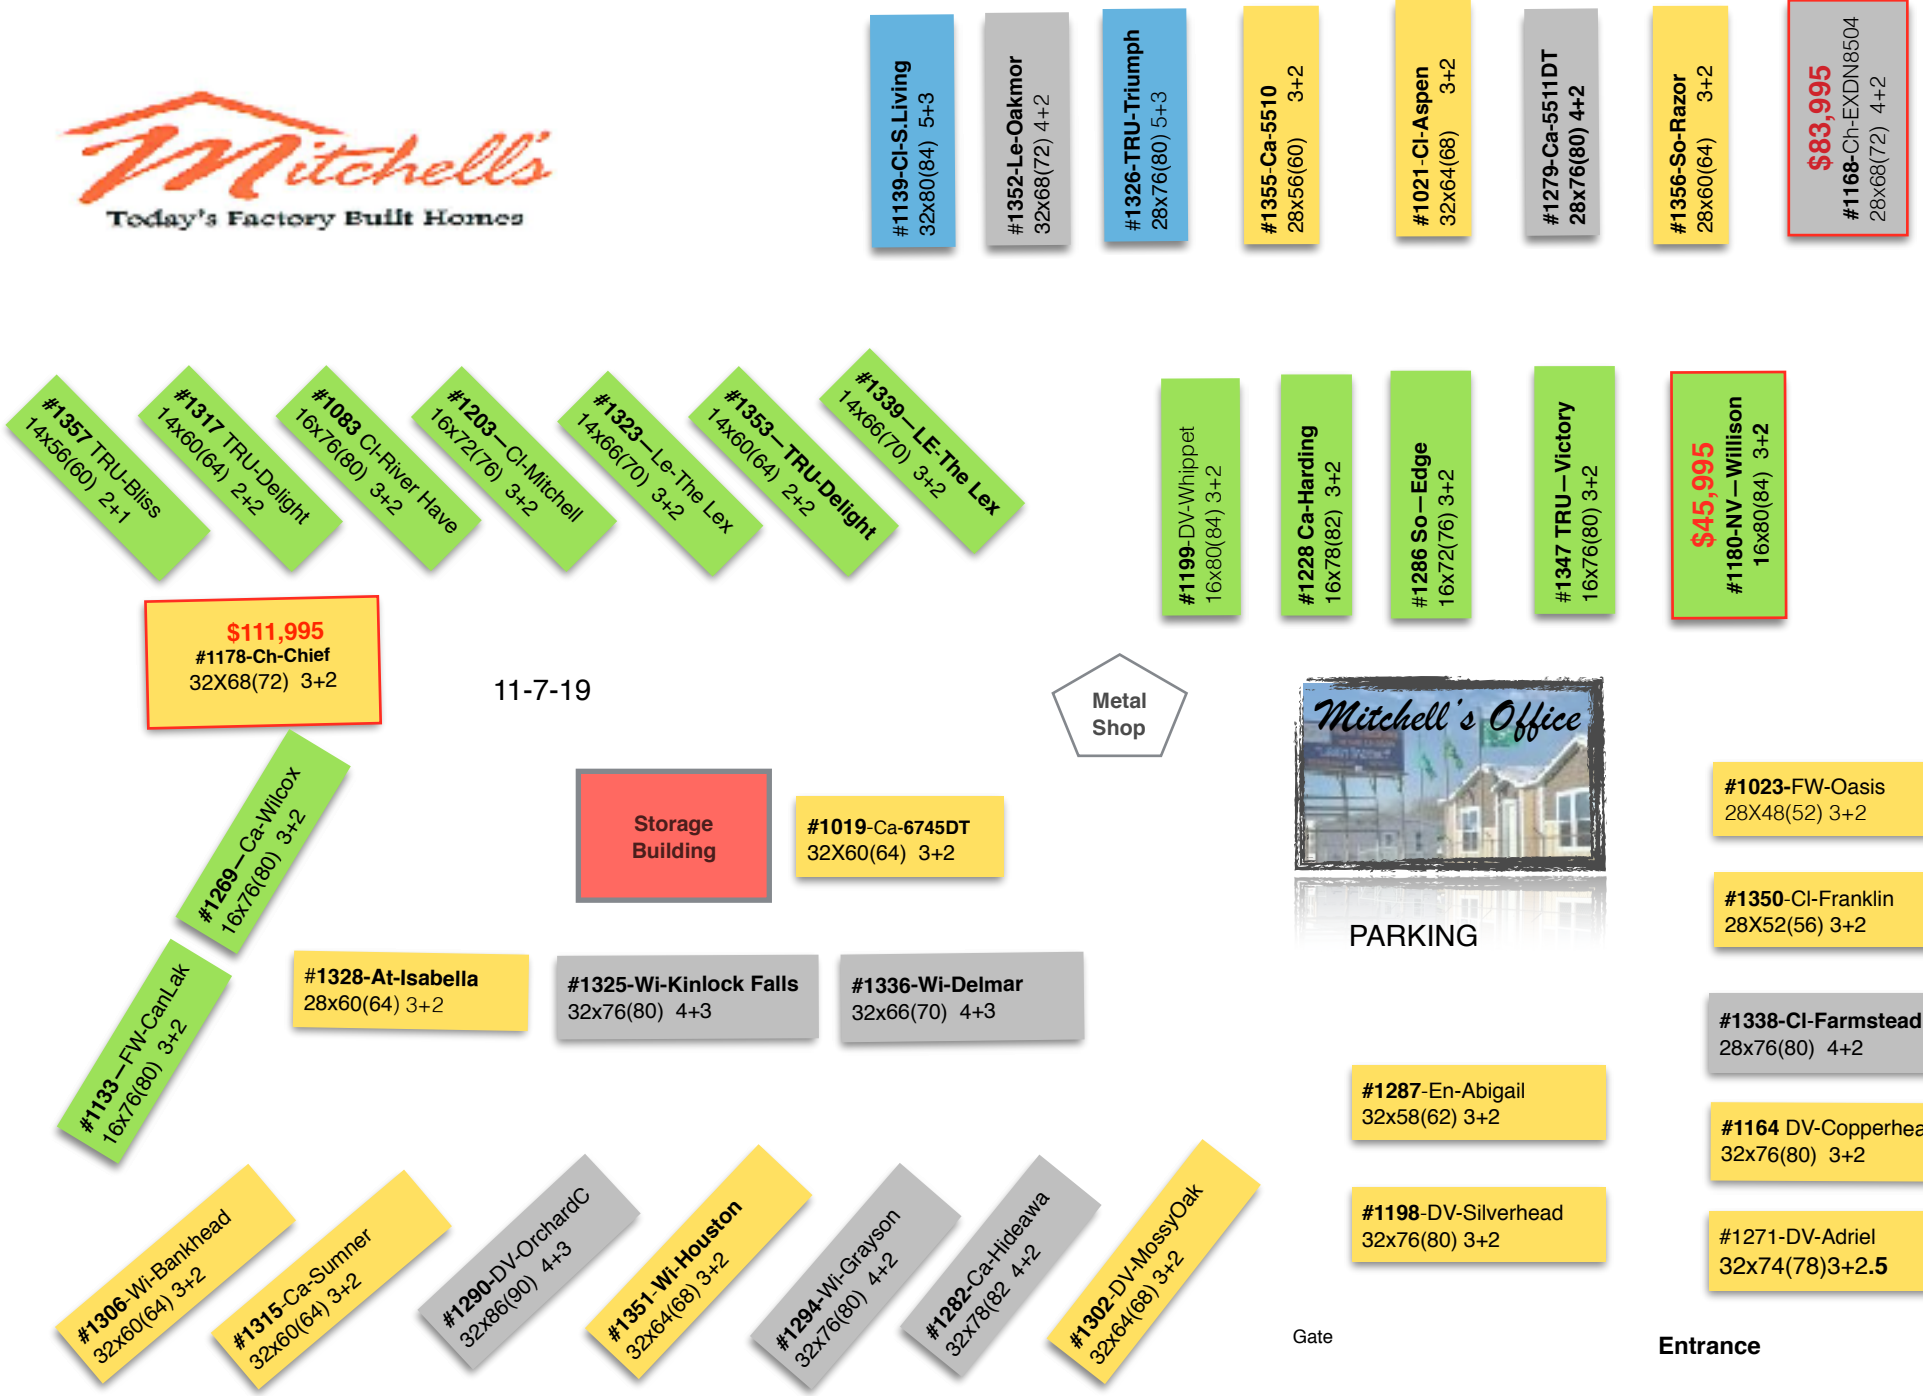 Mitchell's
Today's Factory Built Homes
#1139-Cl-S.Living
32x80(84) 5+3
#1352-Le-Oakmor
32x68(72) 4+2
#1326-TRU-Triumph
28x76(80) 5+3
#1355-Ca-5510
28x56(60) 3+2
#1021-Cl-Aspen
32x64(68) 3+2
#1279-Ca-5511DT
28x76(80) 4+2
#1356-So-Razor
28x60(64) 3+2
$83,995
#1168-Ch-EXDN8504
28x68(72) 4+2
#1357 TRU-Bliss
14x56(60) 2+1
#1317 TRU-Delight
14x60(64) 2+2
#1083 Cl-River Have
16x76(80) 3+2
#1203—Cl-Mitchell
16x72(76) 3+2
#1323—Le-The Lex
14x66(70) 3+2
#1353—TRU-Delight
14x60(64) 2+2
#1339—LE-The Lex
14x66(70) 3+2
#1199-DV-Whippet
16x80(84) 3+2
#1228 Ca-Harding
16x78(82) 3+2
#1286 So—Edge
16x72(76) 3+2
#1347 TRU—Victory
16x76(80) 3+2
$45,995
#1180-NV—Willison
16x80(84) 3+2
$111,995
#1178-Ch-Chief
32X68(72) 3+2
11-7-19
Metal
Shop
Mitchell's Office
PARKING
#1269—Ca-Wilcox
16x76(80) 3+2
Storage
Building
#1019-Ca-6745DT
32X60(64) 3+2
#1023-FW-Oasis
28X48(52) 3+2
#1350-Cl-Franklin
28X52(56) 3+2
#1133—FW-CanLak
16x76(80) 3+2
#1328-At-Isabella
28x60(64) 3+2
#1325-Wi-Kinlock Falls
32x76(80) 4+3
#1336-Wi-Delmar
32x66(70) 4+3
#1338-Cl-Farmstead
28x76(80) 4+2
#1287-En-Abigail
32x58(62) 3+2
#1164 DV-Copperhea
32x76(80) 3+2
#1198-DV-Silverhead
32x76(80) 3+2
#1271-DV-Adriel
32x74(78)3+2.5
#1306-Wi-Bankhead
32x60(64) 3+2
#1315-Ca-Sumner
32x60(64) 3+2
#1290-DV-OrchardC
32x86(90) 4+3
#1351-Wi-Houston
32x64(68) 3+2
#1294-Wi-Grayson
32x76(80) 4+2
#1282-Ca-Hideawa
32x78(82 4+2
#1302-DV-MossyOak
32x64(68) 3+2
Gate
Entrance